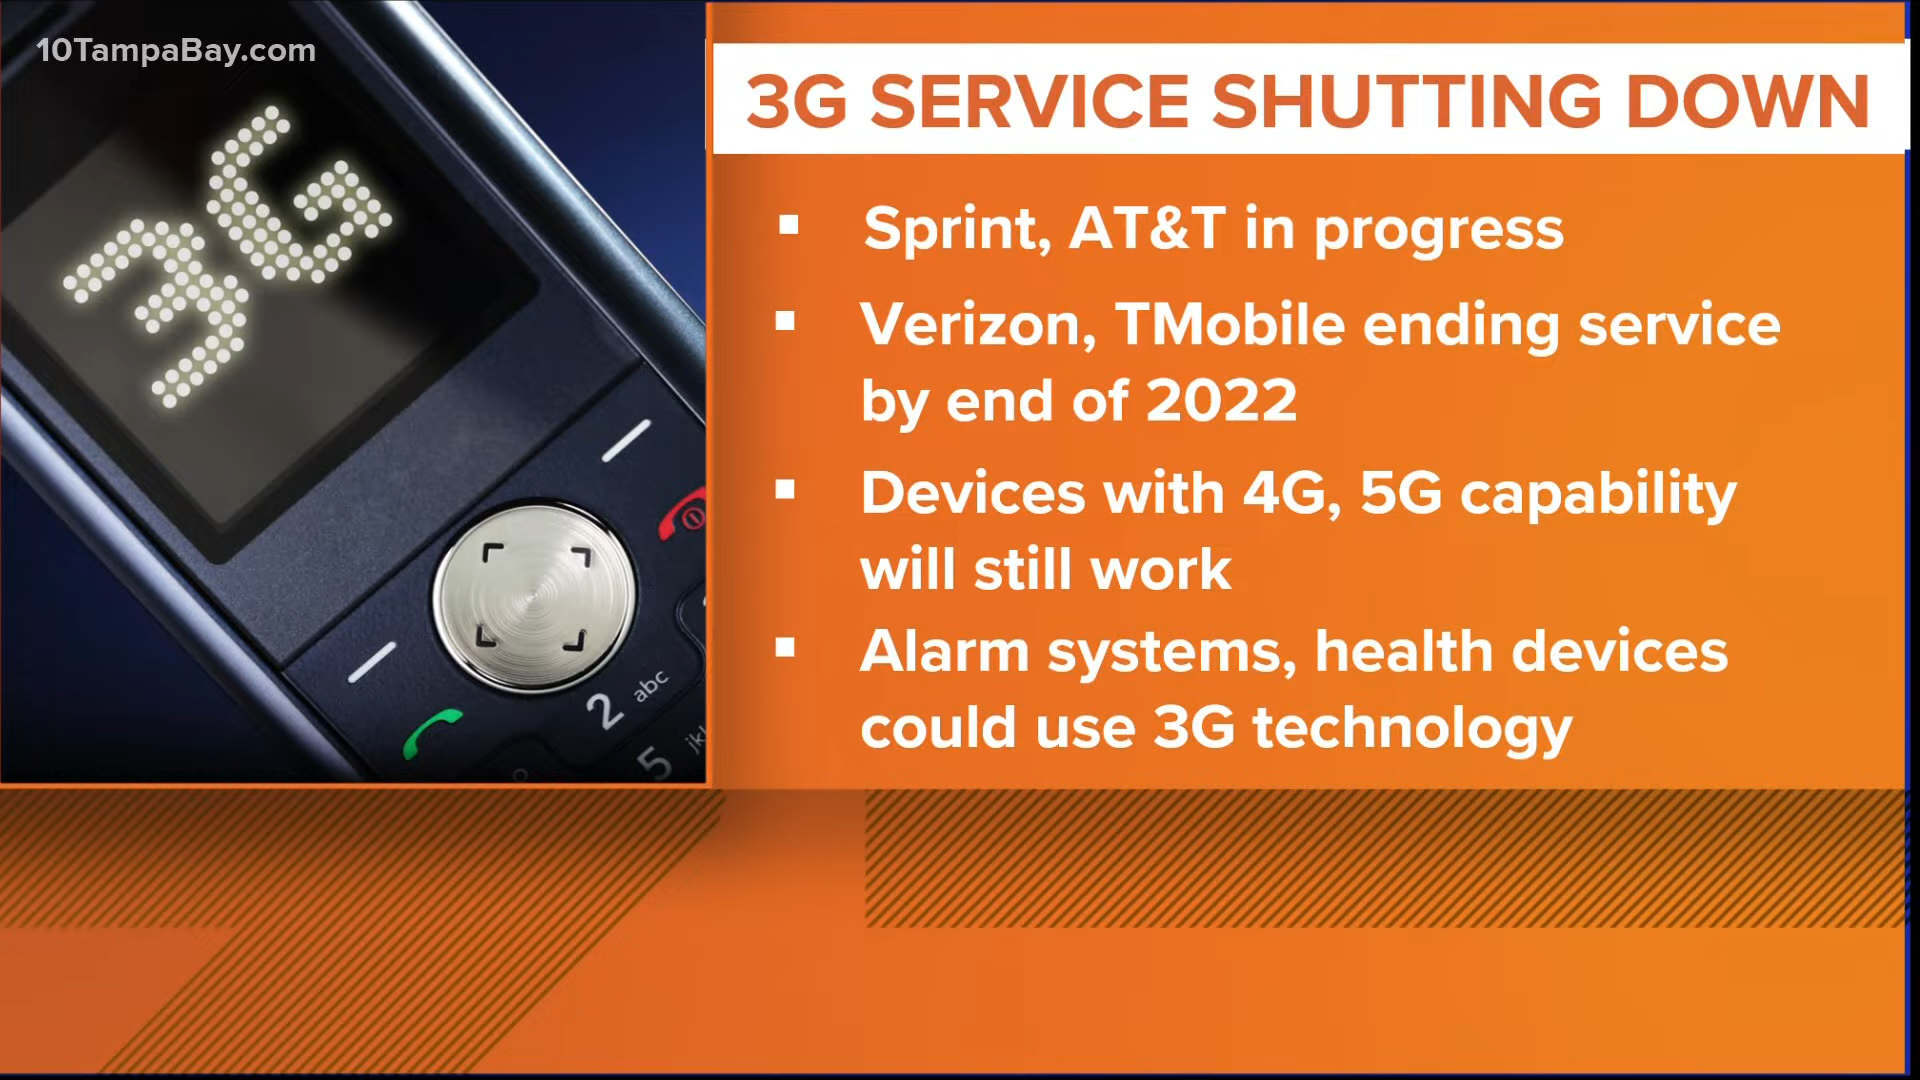 10TampaBay.com
3G
3G SERVICE SHUTTING DOWN
▪ Sprint, AT&T in progress
▪ Verizon, TMobile ending service
by end of 2022
▪ Devices with 4G, 5G capability
will still work
▪ Alarm systems, health devices
could use 3G technology
2 abc
5